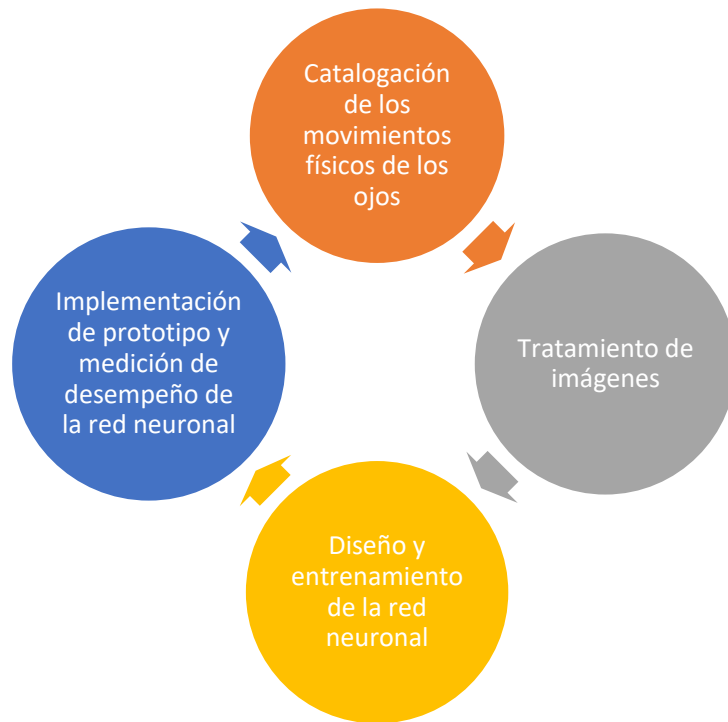 Catalogación
de los
movimientos
físicos de los
ojos
Tratamiento de
imágenes
Diseño y
entrenamiento
de la red
neuronal
Implementación
de prototipo y
medición de
desempeño de
la red neuronal